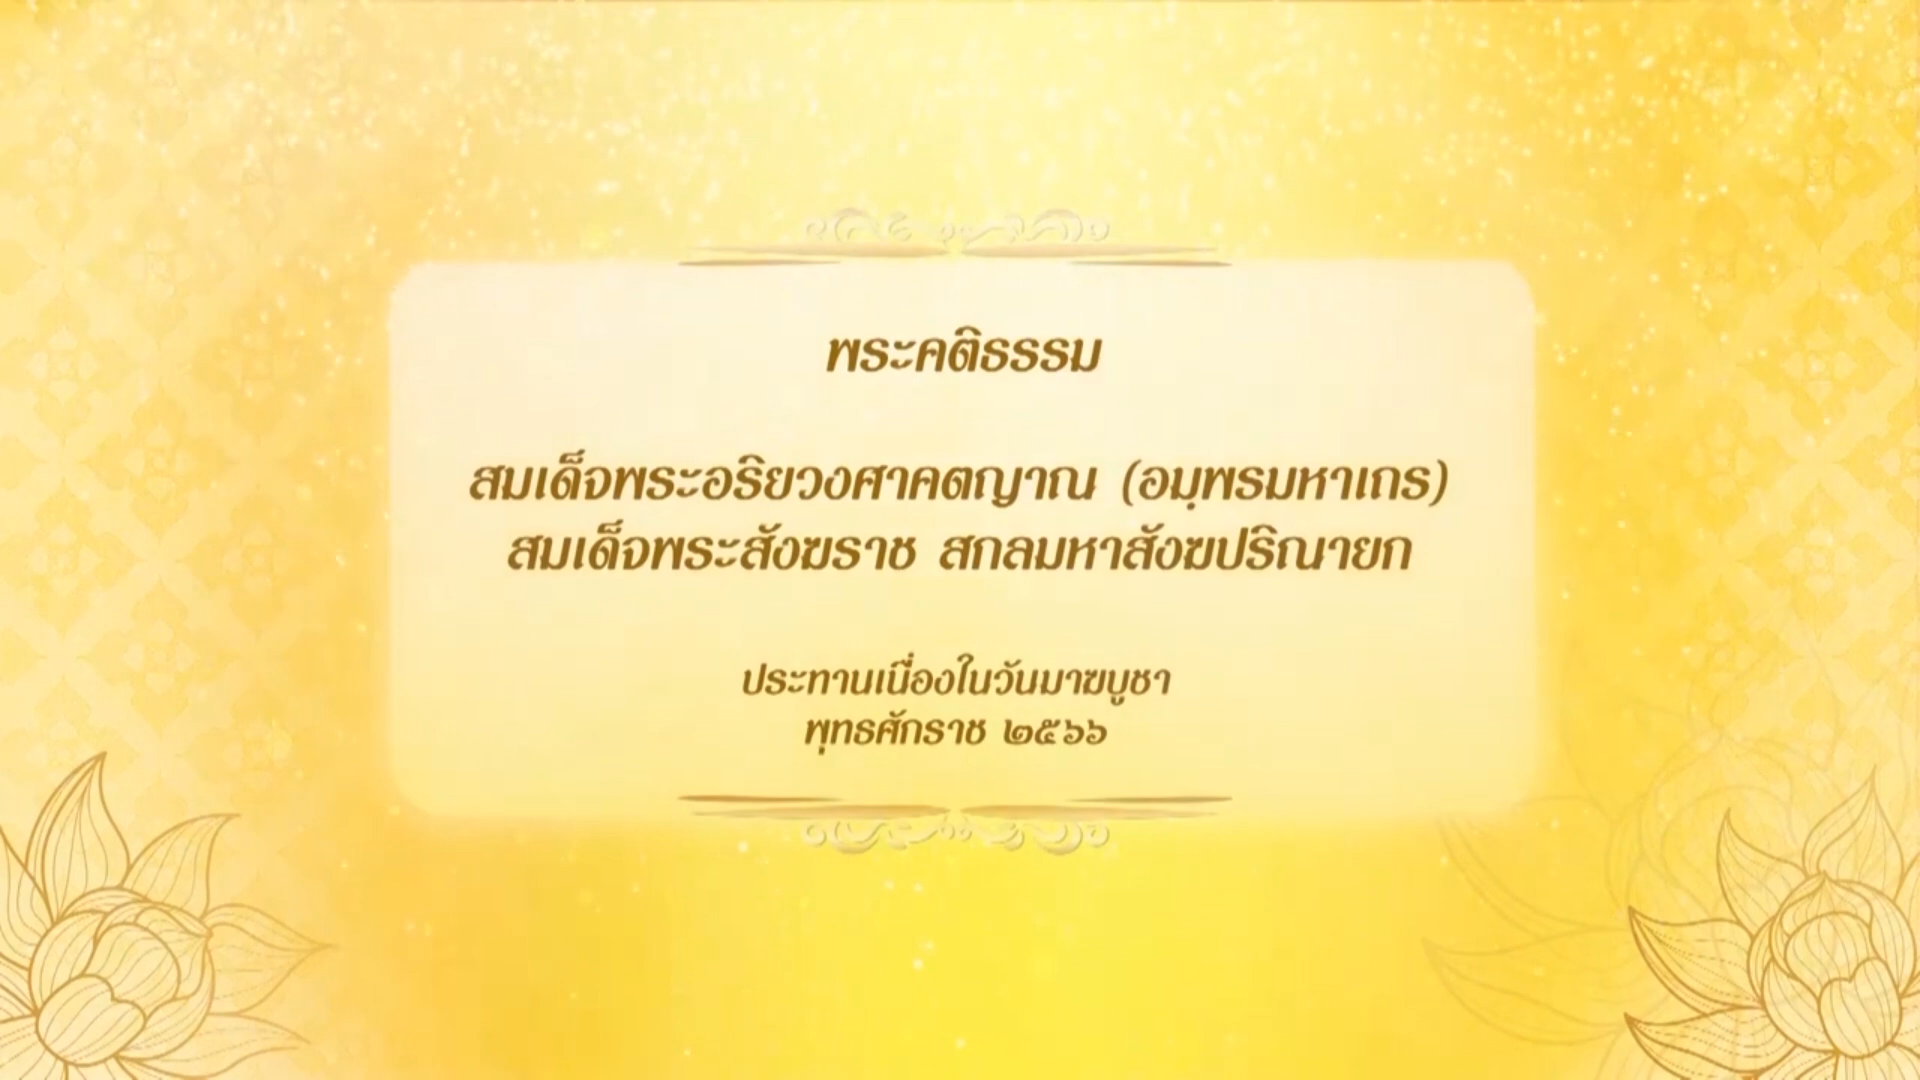 พระคติธรรม
สมเด็จพระอริยวงศาคตญาณ (อมฺพรมหาเถร)
สมเด็จพระสังฆราช สกลมหาสังฆปริณายก
ประทานเนื่องในวันมาฆบูชา
พุทธศักราช ๒๕๖๖